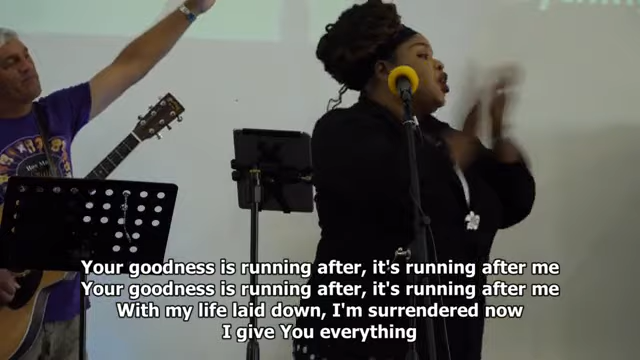 Your goodness is running after, it's running after me
Your goodness is running after, it's running after me
With my life laid down, I'm surrendered now
I give You everything